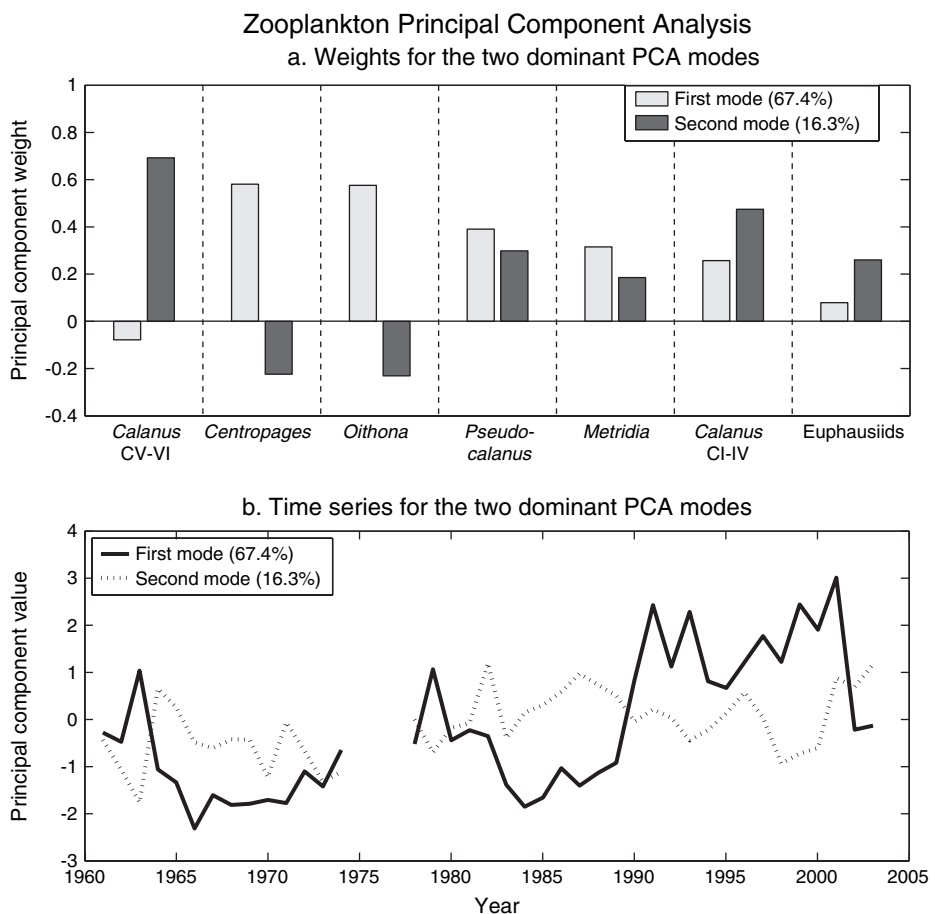 Zooplankton Principal Component Analysis
a. Weights for the two dominant PCA modes
Principal component weight
1
0.8
0.6
0.4
0.2
0
-0.2
-0.4
First mode (67.4%)
Second mode (16.3%)
Calanus CV-VI
Centropages
Oithona
Pseudo-
calanus
Metridia
Calanus CI-IV
Euphausiids
b. Time series for the two dominant PCA modes
Principal component value
4
3
2
1
0
-1
-2
-3
First mode (67.4%)
Second mode (16.3%)
1960 1965 1970 1975 1980 1985 1990 1995 2000 2005
Year